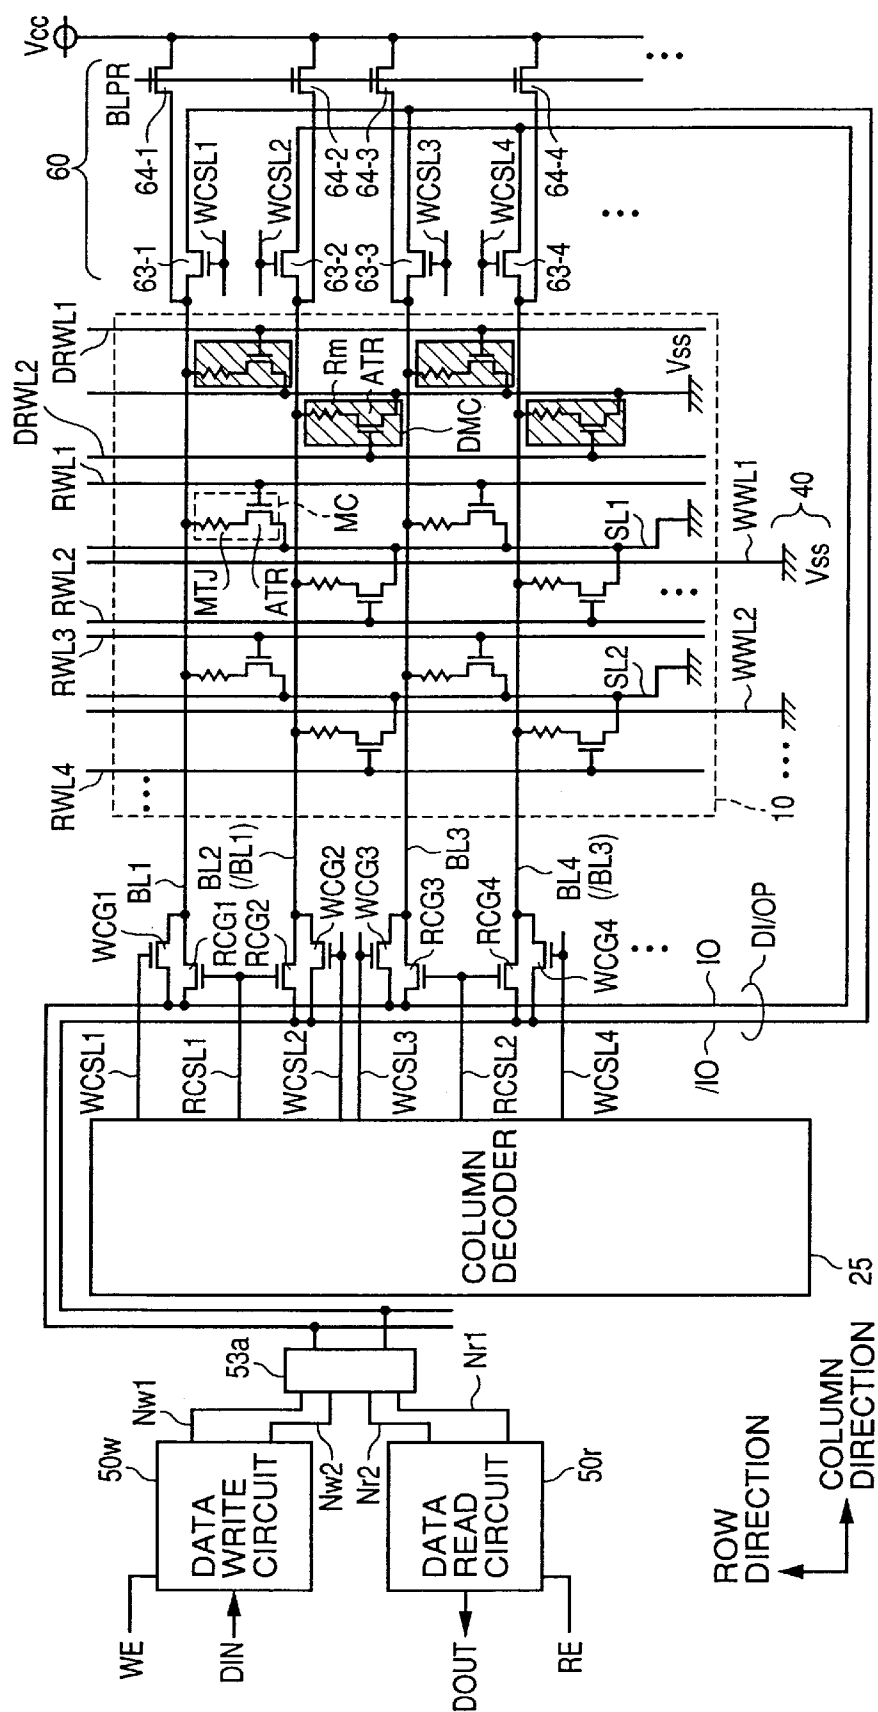 Vcc
BLPR
60
64-1
64-2
64-3
64-4
WCSL1
WCSL2
WCSL3
WCSL4
63-1
63-2
63-3
63-4
DRWL1
DRWL2
RWL1
RWL2
RWL3
RWL4
Rm
ATR
DMC
Vss
MC
MTJ
ATR
SL1
WWL1
40
Vss
SL2
WWL2
10
BL1
BL2
(/BL1)
BL3
BL4
(/BL3)
WCG1
RCG1
RCG2
WCG2
WCG3
RCG3
RCG4
WCG4
IO
/IO
DI/OP
WCSL1
RCSL1
WCSL2
WCSL3
RCSL2
WCSL4
COLUMN
DECODER
25
53a
Nw1
Nw2
Nr2
Nr1
50w
DATA
WRITE
CIRCUIT
50r
DATA
READ
CIRCUIT
WE
DIN
DOUT
RE
ROW
DIRECTION
COLUMN
DIRECTION